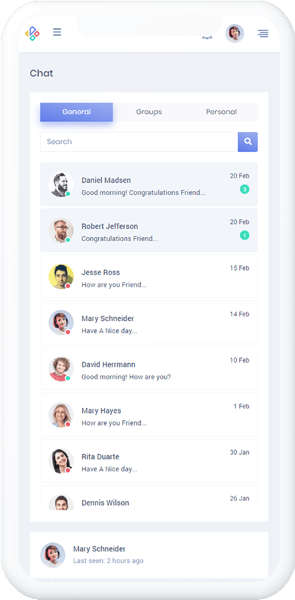 Chat
General
Groups
Personal
Search
Daniel Madsen
20 Feb
Good morning! Congratulations Friend...
3
Robert Jefferson
20 Feb
Congratulations Friend...
1
Jesse Ross
15 Feb
How are you Friend...
Mary Schneider
14 Feb
Have A Nice day...
David Herrmann
10 Feb
Good morning! How are you?
Mary Hayes
1 Feb
How are you Friend...
Rita Duarte
30 Jan
Have A Nice day...
Dennis Wilson
26 Jan
Mary Schneider
Last seen: 2 hours ago